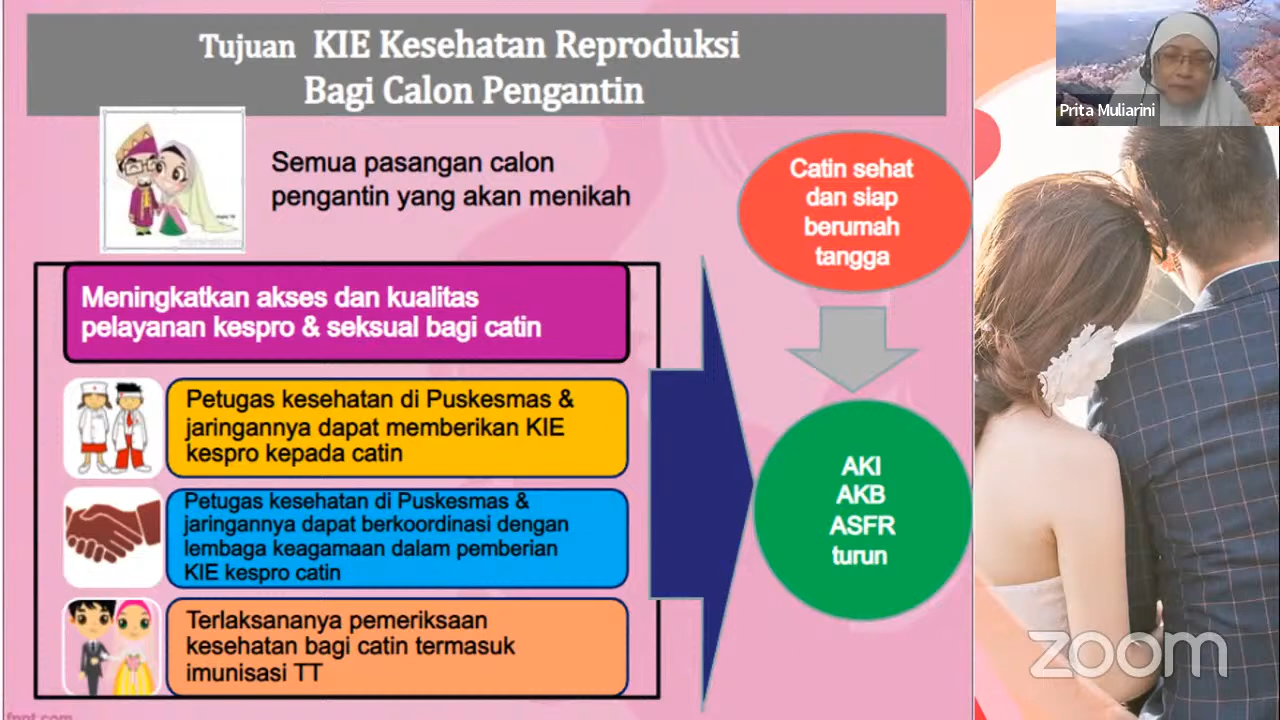 Tujuan KIE Kesehatan Reproduksi
Bagi Calon Pengantin
Prita Muliarini
Semua pasangan calon
pengantin yang akan menikah
Catin sehat
dan siap
berumah
tangga
Meningkatkan akses dan kualitas
pelayanan kespro & seksual bagi catin
Petugas kesehatan di Puskesmas &
jaringannya dapat memberikan KIE
kespro kepada catin
Petugas kesehatan di Puskesmas &
jaringannya dapat berkoordinasi dengan
lembaga keagamaan dalam pemberian
KIE kespro catin
Terlaksananya pemeriksaan
kesehatan bagi catin termasuk
imunisasi TT
AKI
AKB
ASFR
turun
zoom
fppt.com